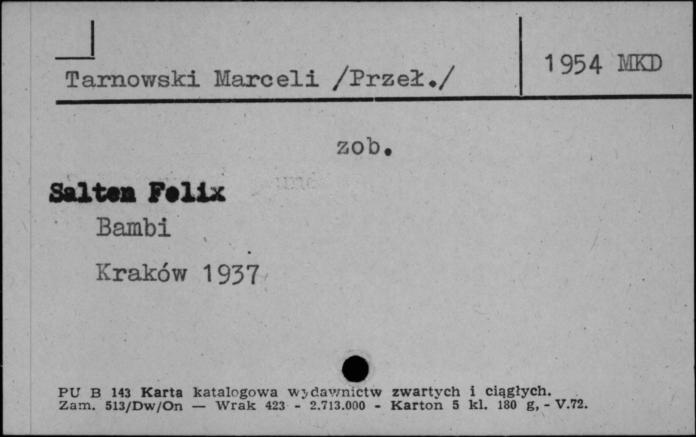 Tarnowski Marceli /Przeł./
1954 MKD
zob.
Salten Felix
Bambi
Kraków 1937
PU B 143 Karta katalogowa wydawnictw zwartych i ciągłych.
Zam. 513/Dw/On — Wrak 423 - 2.713.000 - Karton 5 kl. 180 g, - V.72.